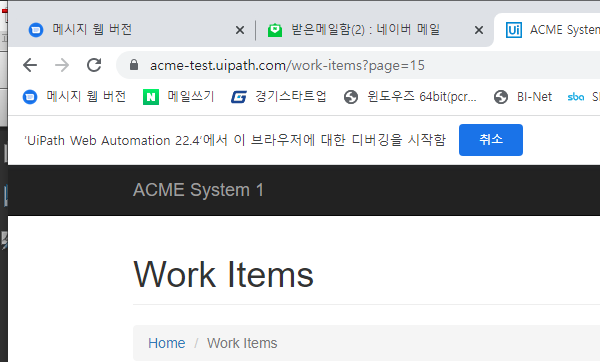 메시지 웹 버전 받은메일함(2) : 네이버 메일 Ui ACME System
acme-test.uipath.com/work-items?page=15
메시지 웹 버전 N 메일쓰기 G 경기스타트업 윈도우즈 64bit(pcr... BI-Net sba
'UiPath Web Automation 22.4'에서 이 브라우저에 대한 디버깅을 시작함 취소
ACME System 1
Work Items
Home / Work Items